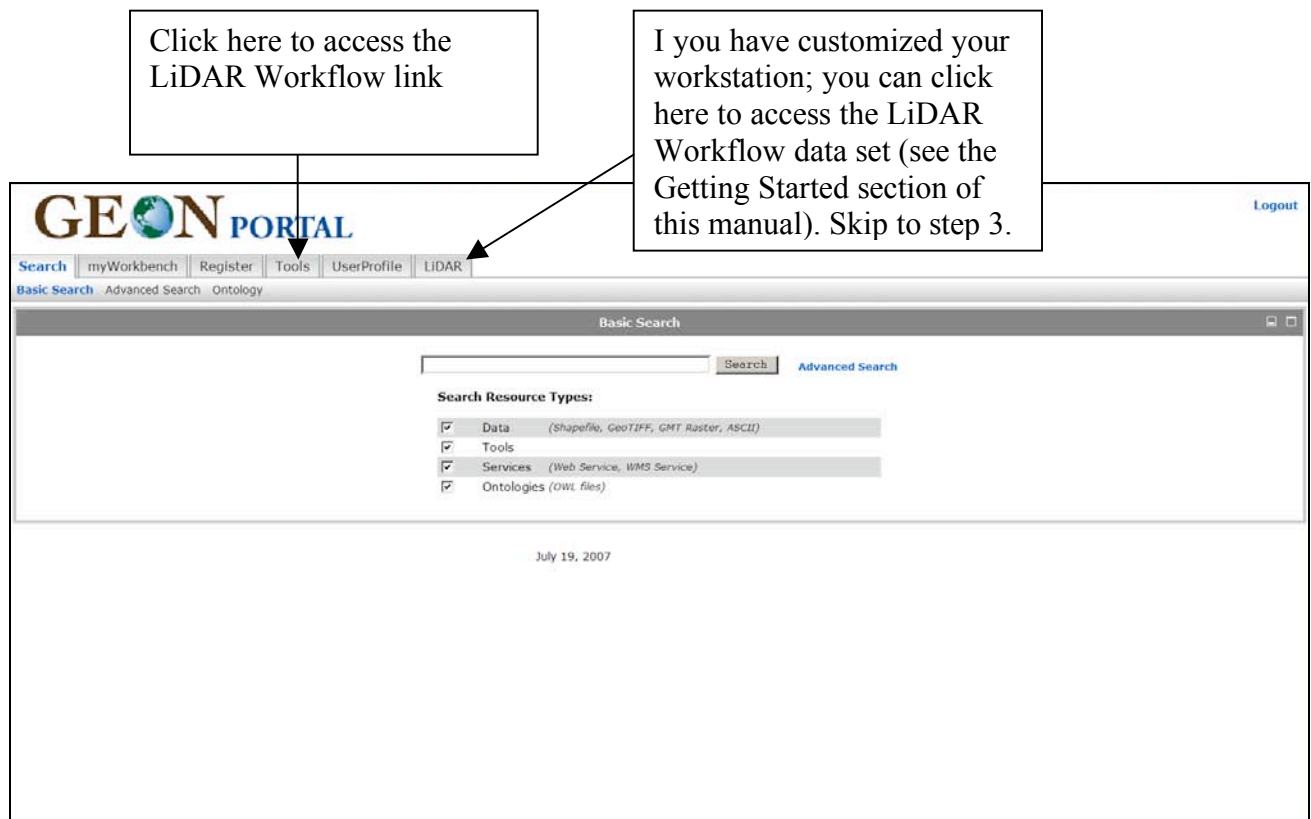 Click here to access the
LiDAR Workflow link
I you have customized your
workstation; you can click
here to access the LiDAR
Workflow data set (see the
Getting Started section of
this manual). Skip to step 3.
GEON PORTAL
Logout
Search myWorkbench Register Tools UserProfile LiDAR
Basic Search Advanced Search Ontology
Basic Search
Search Advanced Search
Search Resource Types:
Data (Shapefile, GeoTIFF, GMT Raster, ASCII)
Tools
Services (Web Service, WMS Service)
Ontologies (OWL files)
July 19, 2007